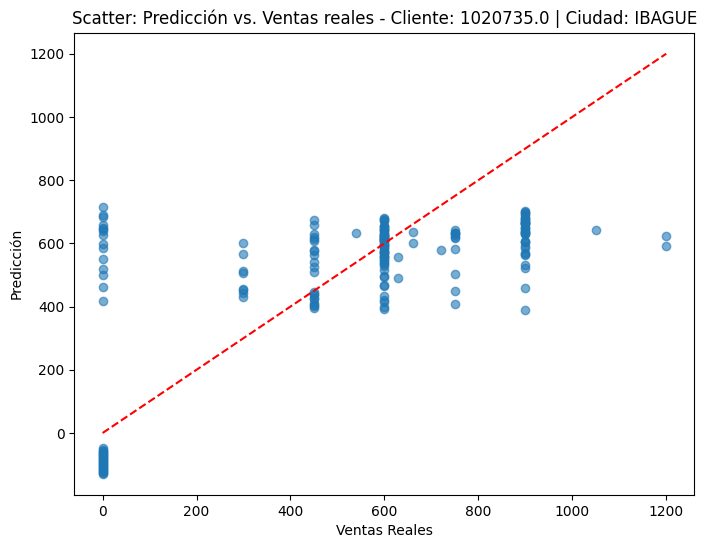 Scatter: Predicción vs. Ventas reales - Cliente: 1020735.0 | Ciudad: IBAGUE
1200
1000
800
600
400
200
0
Predicción
0 200 400 600 800 1000 1200
Ventas Reales